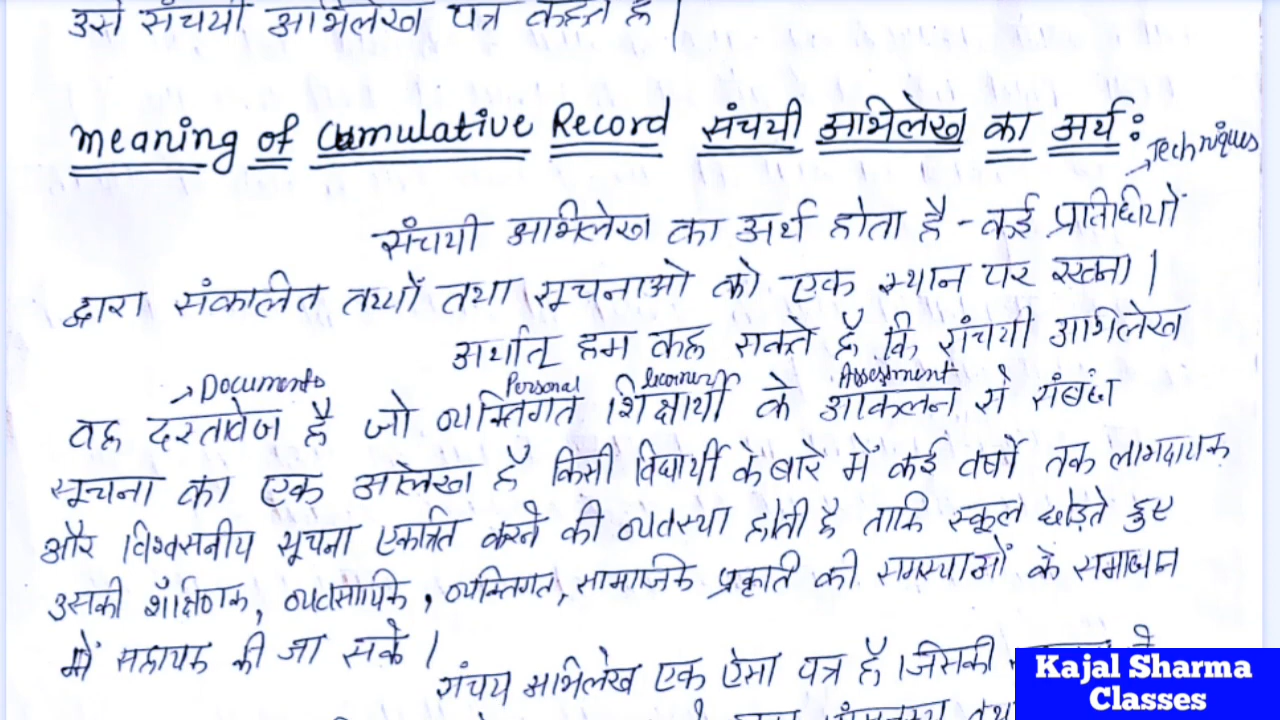 उसे संचयी अभिलेख पत्र कहते है।
Meaning of Cumulative Record संचयी अभिलेख का अर्थ :
→Techniques
संचयी अभिलेख का अर्थ होता है - कई प्रविधियों
द्वारा संकलित तथ्यों तथा सूचनाओ को एक स्थान पर रखना।
अर्थात् हम कह सकते हैं कि संचयी अभिलेख
→Documents Personal learner Assessment
वह दस्तावेज है जो व्यक्तिगत शिक्षार्थी के आकलन से संबंध
सूचना का एक आलेख है किसी विद्यार्थी के बारे में कई वर्षों तक लाभदायक
और विश्वसनीय सूचना एकत्रित करने की व्यवस्था होती है ताकि स्कूल छोड़ते हुए
उसकी शैक्षिणक, व्यवसायिक, व्यक्तिगत, सामाजिक प्रकृति की समस्याओं के समाधान
में सहायक की जा सके।
संचय अभिलेख एक ऐसा पत्र है जिसकी
Kajal Sharma
Classes